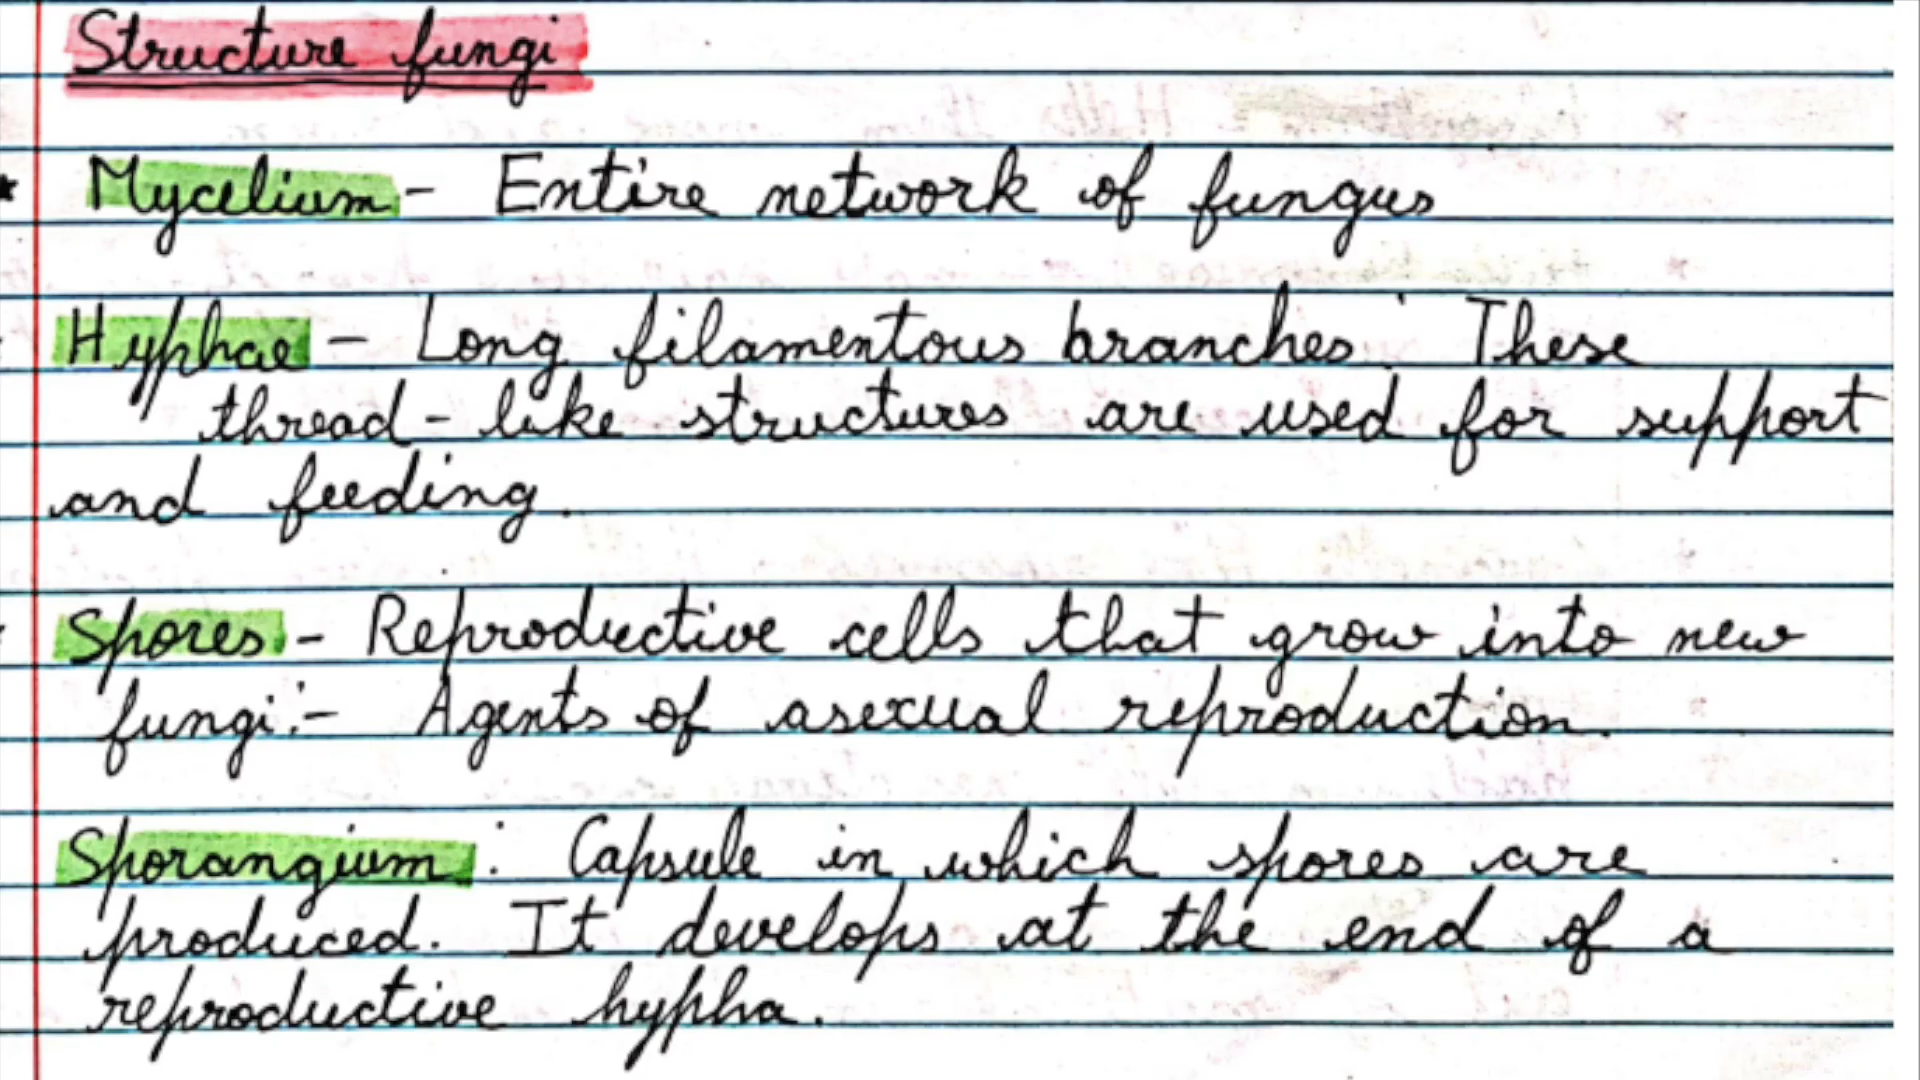 Structure fungi
* Mycelium - Entire network of fungus
Hyphae - Long filamentous branches. These
thread-like structures are used for support
and feeding.
Spores - Reproductive cells that grow into new
fungi:- Agents of asexual reproduction.
Sporangium: Capsule in which spores are
produced. It develops at the end of a
reproductive hypha.